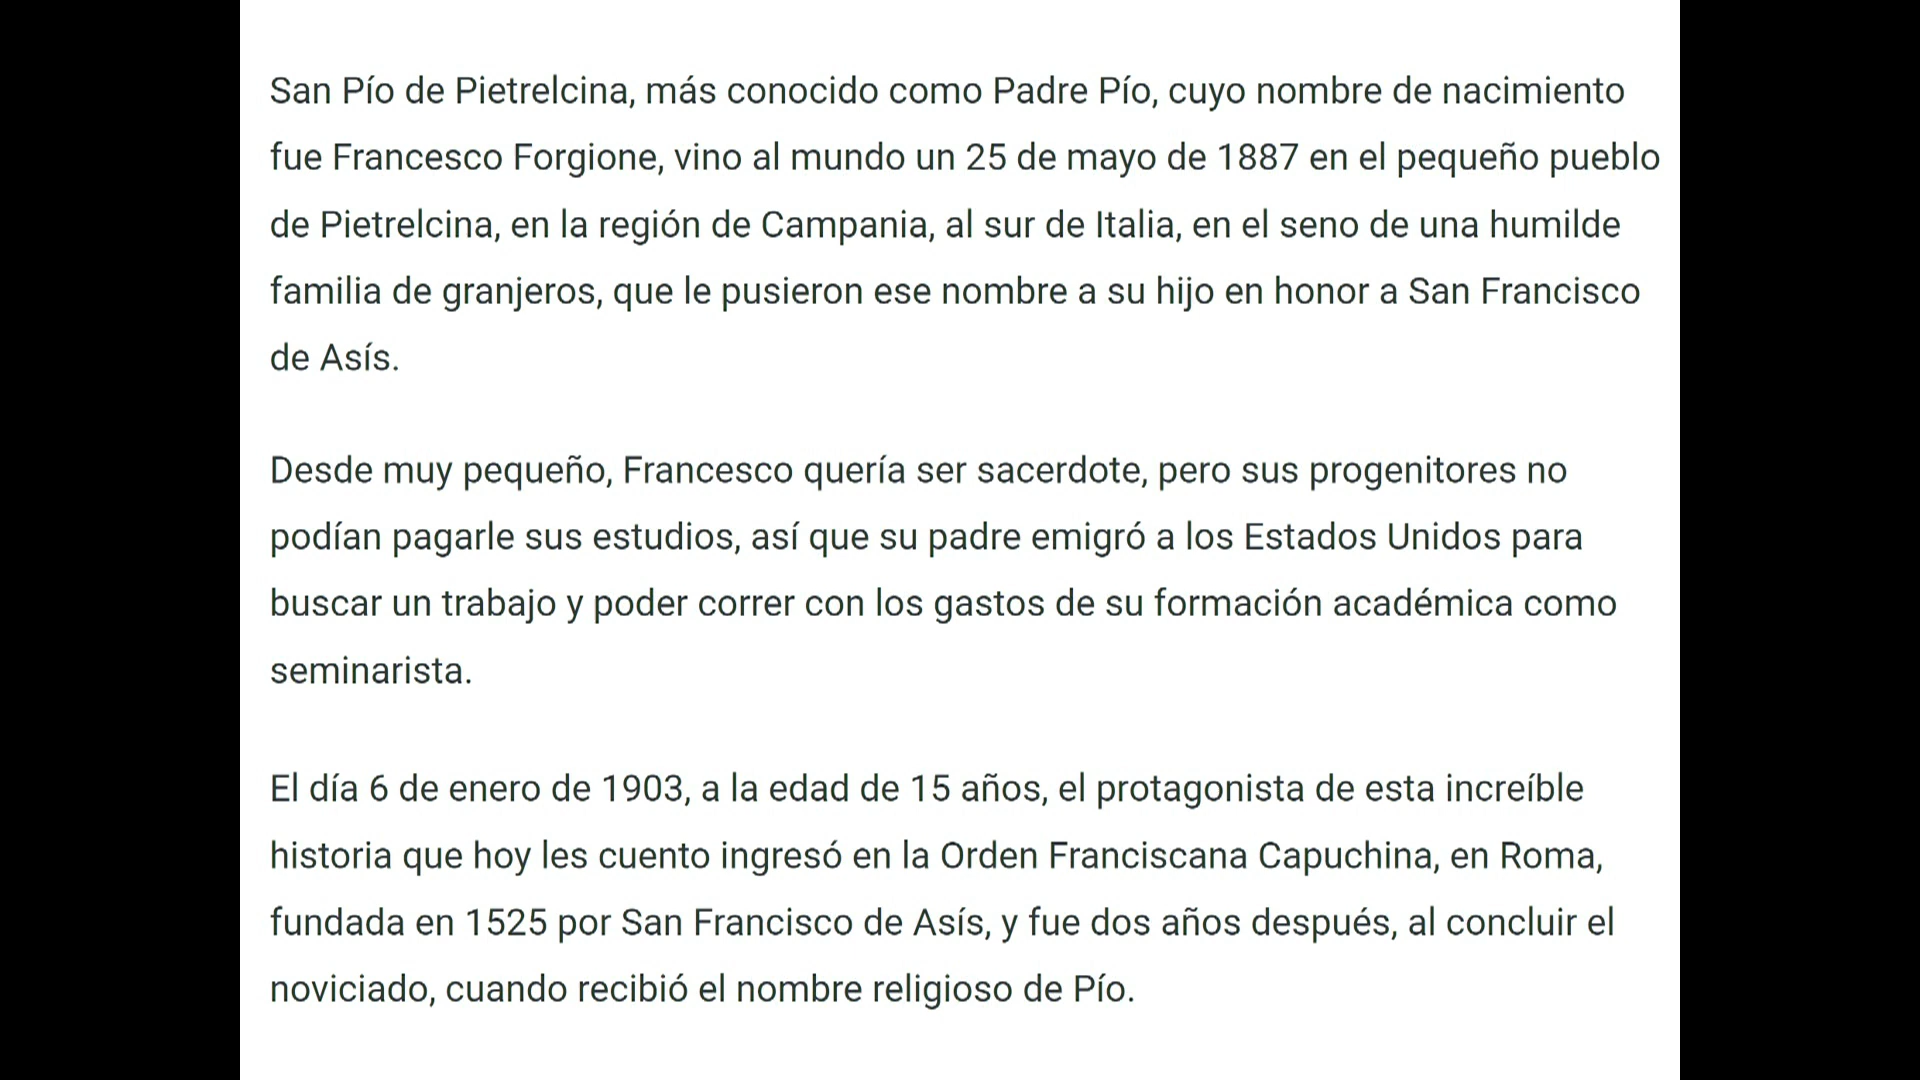 San Pío de Pietrelcina, más conocido como Padre Pío, cuyo nombre de nacimiento
fue Francesco Forgione, vino al mundo un 25 de mayo de 1887 en el pequeño pueblo
de Pietrelcina, en la región de Campania, al sur de Italia, en el seno de una humilde
familia de granjeros, que le pusieron ese nombre a su hijo en honor a San Francisco
de Asís.
Desde muy pequeño, Francesco quería ser sacerdote, pero sus progenitores no
podían pagarle sus estudios, así que su padre emigró a los Estados Unidos para
buscar un trabajo y poder correr con los gastos de su formación académica como
seminarista.
El día 6 de enero de 1903, a la edad de 15 años, el protagonista de esta increíble
historia que hoy les cuento ingresó en la Orden Franciscana Capuchina, en Roma,
fundada en 1525 por San Francisco de Asís, y fue dos años después, al concluir el
noviciado, cuando recibió el nombre religioso de Pío.